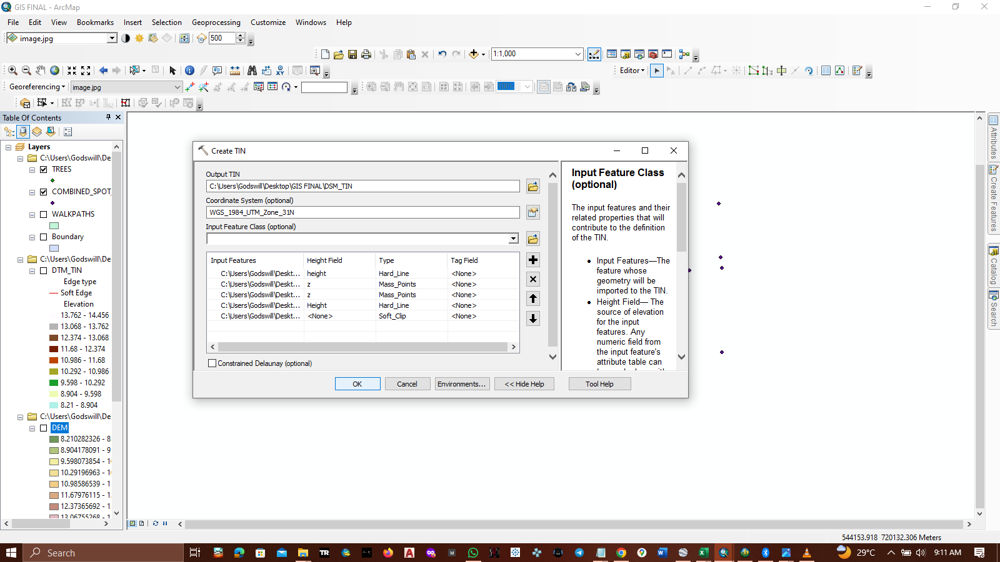 GIS FINAL - ArcMap
File Edit View Bookmarks Insert Selection Geoprocessing Customize Windows Help
image.jpg 500
1:1,000
Editor
Georeferencing image.jpg 100%
Table Of Contents
Layers
C:\Users\Godswill\De
TREES
COMBINED_SPOT_
WALKPATHS
Boundary
C:\Users\Godswill\De
DTM_TIN
Edge type
Soft Edge
Elevation
13.762 - 14.456
13.068 - 13.762
12.374 - 13.068
11.68 - 12.374
10.986 - 11.68
10.292 - 10.986
9.598 - 10.292
8.904 - 9.598
8.21 - 8.904
C:\Users\Godswill\De
DEM
8.210282326 - 8
8.904178091 - 9
9.598073854 - 10
10.29196963 - 10
10.98586539 - 1
11.67976115 - 1
12.37365692 - 1
13.06755268 - 1
Create TIN
Output TIN
C:\Users\Godswill\Desktop\GIS FINAL\DSM_TIN
Coordinate System (optional)
WGS_1984_UTM_Zone_31N
Input Feature Class (optional)
Input Features Height Field Type Tag Field
C:\Users\Godswill\Deskt... height Hard_Line <None>
C:\Users\Godswill\Deskt... z Mass_Points <None>
C:\Users\Godswill\Deskt... z Mass_Points <None>
C:\Users\Godswill\Deskt... Height Hard_Line <None>
C:\Users\Godswill\Deskt... <None> Soft_Clip <None>
Constrained Delaunay (optional)
OK Cancel Environments... << Hide Help Tool Help
Input Feature Class
(optional)
The input features and their
related properties that will
contribute to the definition
of the TIN.
• Input Features—The
feature whose
geometry will be
imported to the TIN.
• Height Field— The
source of elevation
for the input
features. Any
numeric field from
the input feature's
attribute table can
Attributes
Create Features
Catalog
Search
544153.918 720132.306 Meters
Search
29°C
9:11 AM